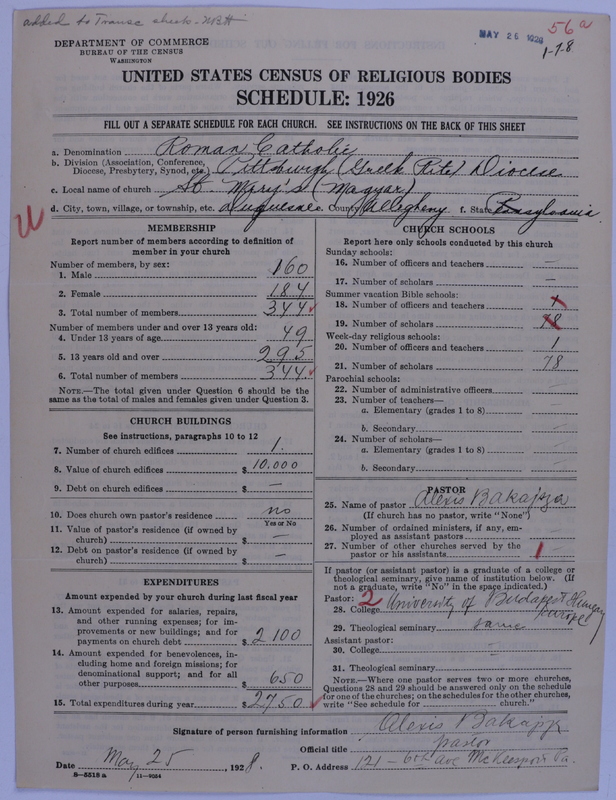 added to Transc sheet - NBH
MAY 26 1928
56a
1-7-8
DEPARTMENT OF COMMERCE
BUREAU OF THE CENSUS
WASHINGTON
UNITED STATES CENSUS OF RELIGIOUS BODIES
SCHEDULE: 1926
FILL OUT A SEPARATE SCHEDULE FOR EACH CHURCH. SEE INSTRUCTIONS ON THE BACK OF THIS SHEET
a. Denomination Roman Catholic
b. Division (Association, Conference, Diocese, Presbytery, Synod, etc.) Pittsburgh (Greek Rite) Diocese
c. Local name of church St. Mary's (Magyar)
d. City, town, village, or township, etc. Duquesne e. County Allegheny f. State Pennsylvania
MEMBERSHIP
Report number of members according to definition of
member in your church
Number of members, by sex:
1. Male 160
2. Female 184
3. Total number of members 344
Number of members under and over 13 years old:
4. Under 13 years of age 49
5. 13 years old and over 295
6. Total number of members 344
NOTE.—The total given under Question 6 should be
same as the total of males and females given under Question 3.
CHURCH BUILDINGS
See instructions, paragraphs 10 to 12
7. Number of church edifices 1.
8. Value of church edifices $ 10.000
9. Debt on church edifices $ —
10. Does church own pastor's residence no
Yes or No
11. Value of pastor's residence (if owned by
church) $ —
12. Debt on pastor's residence (if owned by
church) $ —
EXPENDITURES
Amount expended by your church during last fiscal year
13. Amount expended for salaries, repairs,
and other running expenses; for im-
provements or new buildings; and for
payments on church debt $ 2100
14. Amount expended for benevolences, in-
cluding home and foreign missions; for
denominational support; and for all
other purposes $ 650
15. Total expenditures during year $ 2750
CHURCH SCHOOLS
Report here only schools conducted by this church
Sunday schools:
16. Number of officers and teachers —
17. Number of scholars —
Summer vacation Bible schools:
18. Number of officers and teachers 1
19. Number of scholars 78
Week-day religious schools:
20. Number of officers and teachers 1
21. Number of scholars 78
Parochial schools:
22. Number of administrative officers —
23. Number of teachers—
a. Elementary (grades 1 to 8) —
b. Secondary —
24. Number of scholars—
a. Elementary (grades 1 to 8) —
b. Secondary —
PASTOR
25. Name of pastor Alexis Bakajsza
(If church has no pastor, write "None")
26. Number of ordained ministers, if any, em-
ployed as assistant pastors —
27. Number of other churches served by the
pastor or his assistants 1 —
If pastor (or assistant pastor) is a graduate of a college or
theological seminary, give name of institution below. (If
not a graduate, write "No" in the space indicated.)
Pastor: 2
28. College University of Budapest Hungary
Europe
29. Theological seminary same
Assistant pastor:
30. College —
31. Theological seminary
NOTE.—Where one pastor serves two or more churches,
Questions 28 and 29 should be answered only on the schedule
for one of the churches; on the schedules for the other churches,
write "See schedule for church."
Signature of person furnishing information Alexis Bakajsza
Official title pastor
Date May 25, 1928. P. O. Address 121 - 6th ave McKeesport Pa.
8—5518 a 11—9054